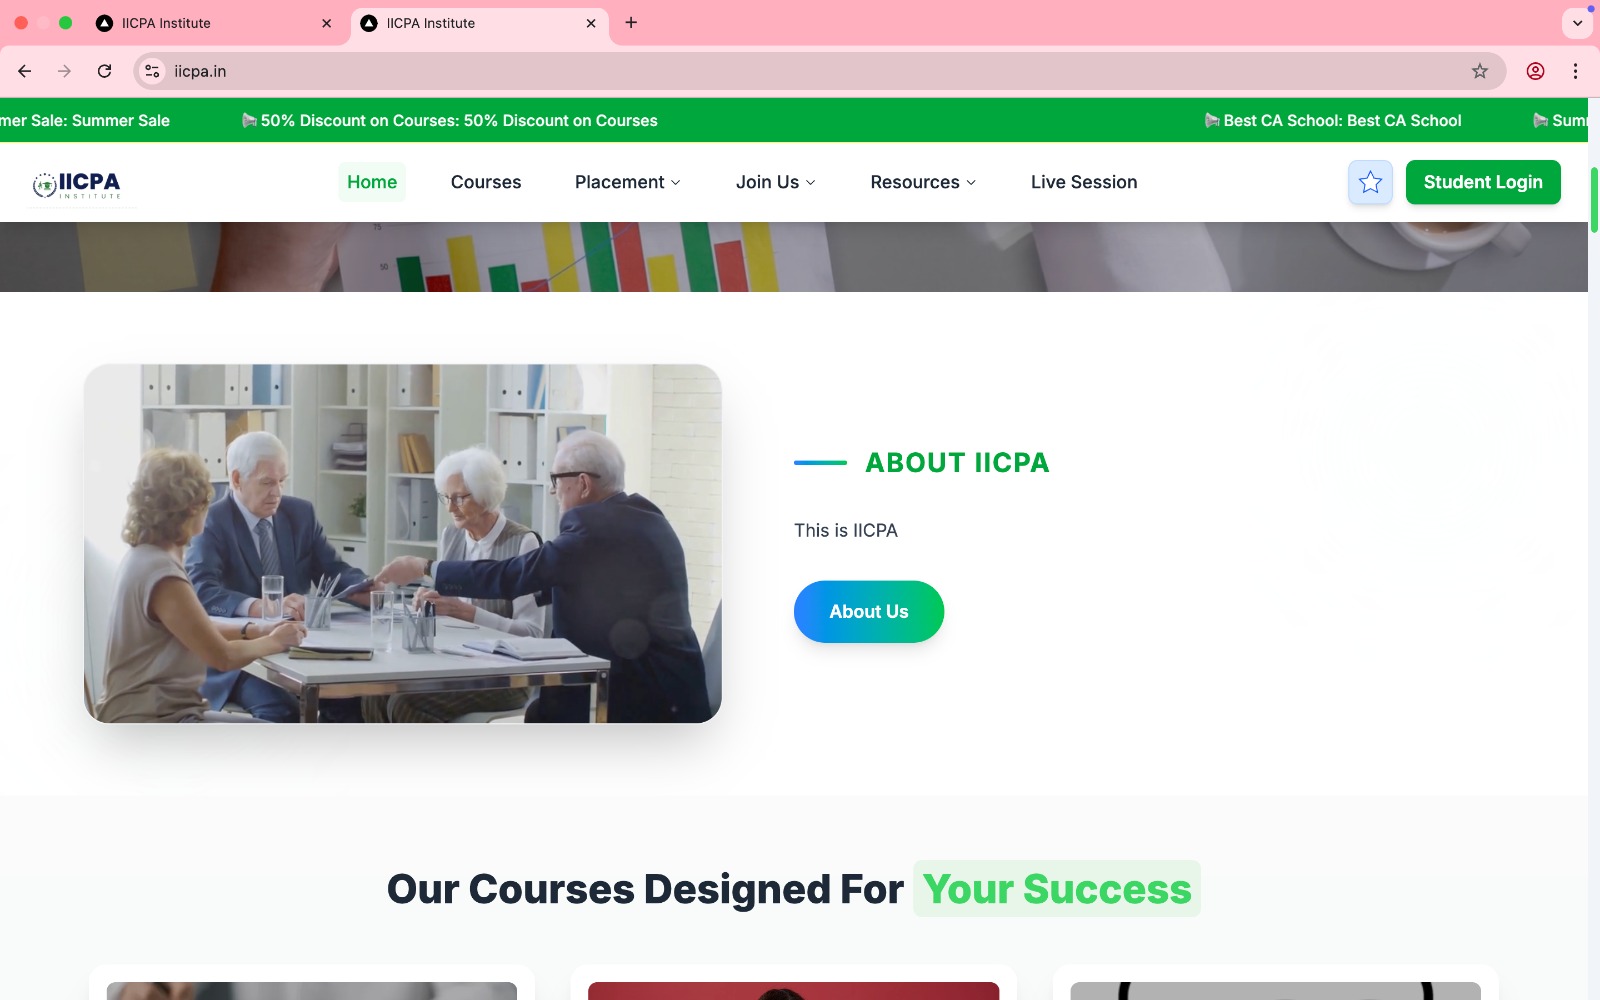 IICPA Institute
IICPA Institute
iicpa.in
mer Sale: Summer Sale
50% Discount on Courses: 50% Discount on Courses
Best CA School: Best CA School
Sum
IICPA
INSTITUTE
Home
Courses
Placement
Join Us
Resources
Live Session
Student Login
75
50
ABOUT IICPA
This is IICPA
About Us
Our Courses Designed For Your Success